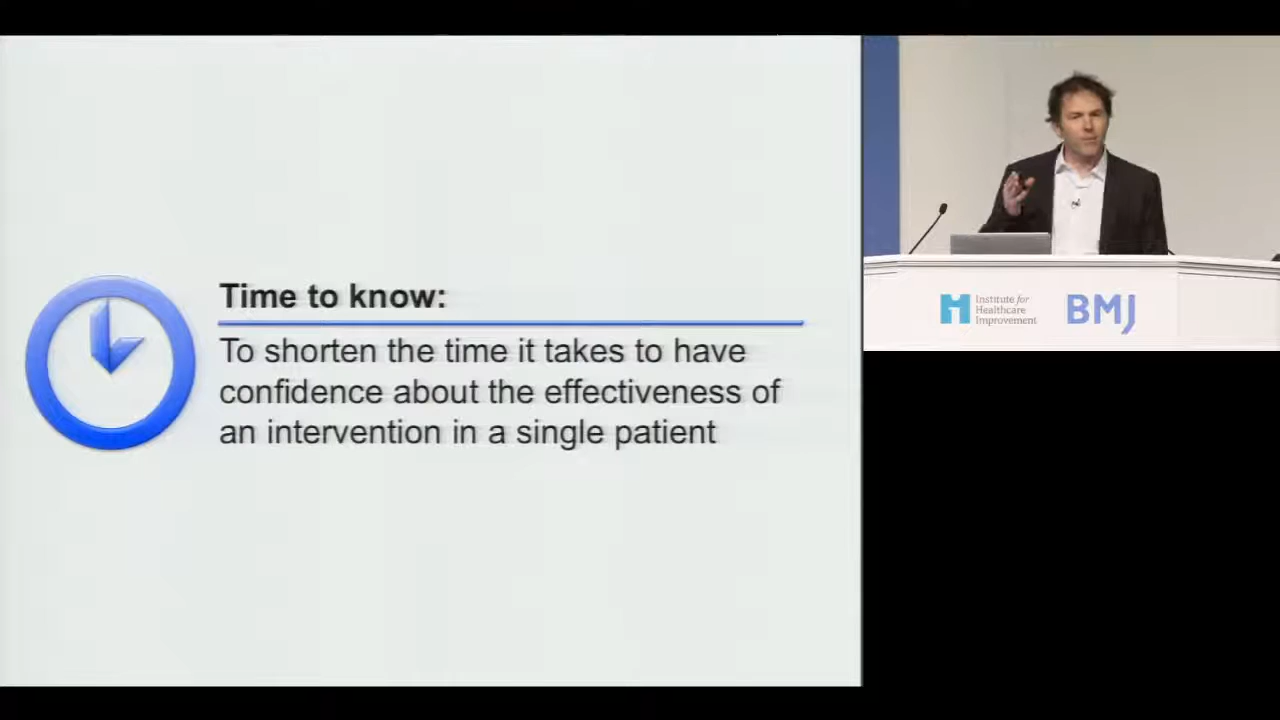 Time to know:
To shorten the time it takes to have
confidence about the effectiveness of
an intervention in a single patient
Institute for
Healthcare
Improvement
BMJ